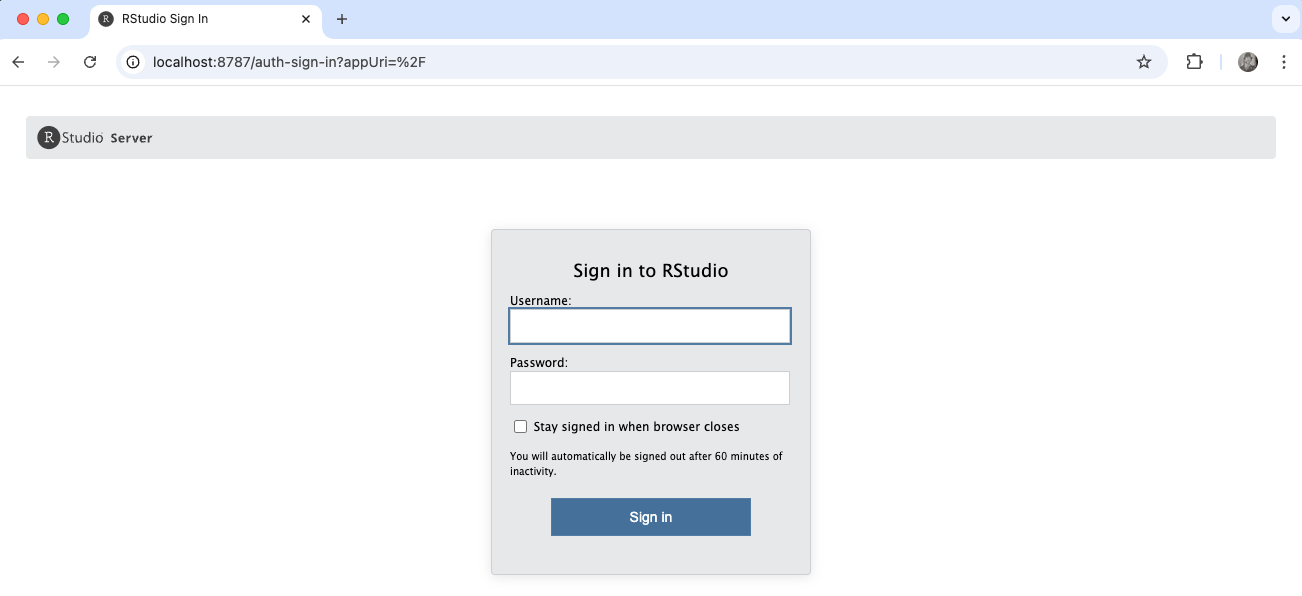 RStudio Sign In
localhost:8787/auth-sign-in?appUri=%2F
R Studio Server
Sign in to RStudio
Username:
Password:
Stay signed in when browser closes
You will automatically be signed out after 60 minutes of
inactivity.
Sign in